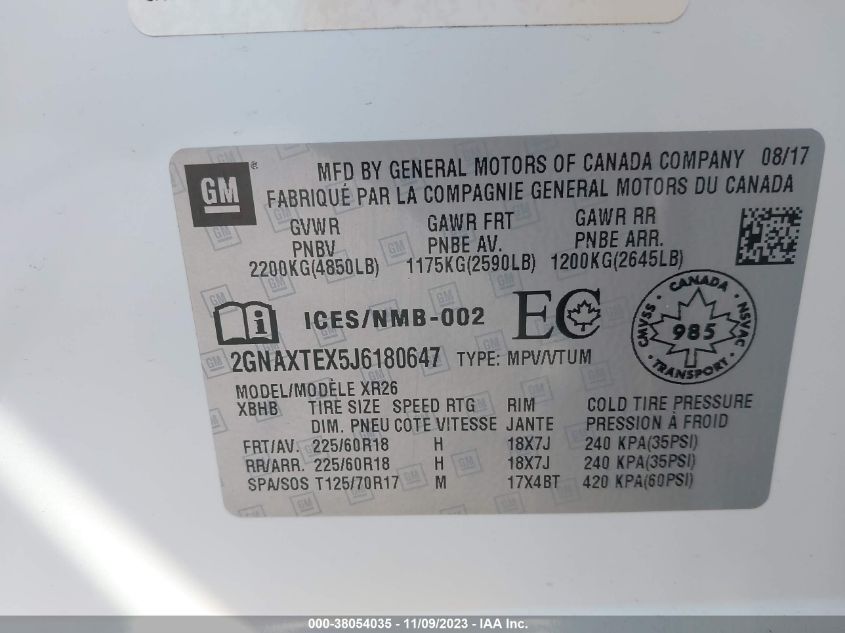 GM ®
MFD BY GENERAL MOTORS OF CANADA COMPANY 08/17
FABRIQUÉ PAR LA COMPAGNIE GENERAL MOTORS DU CANADA
GVWR GAWR FRT GAWR RR
PNBV PNBE AV. PNBE ARR.
2200KG(4850LB) 1175KG(2590LB) 1200KG(2645LB)
i ICES/NMB-002 EC
CANADA
CMVSS 985 NSVAC
TRANSPORT
2GNAXTEX5J6180647 TYPE: MPV/VTUM
MODEL/MODÈLE XR26
XBHB TIRE SIZE SPEED RTG RIM COLD TIRE PRESSURE
DIM. PNEU COTE VITESSE JANTE PRESSION À FROID
FRT/AV. 225/60R18 H 18X7J 240 KPA(35PSI)
RR/ARR. 225/60R18 H 18X7J 240 KPA(35PSI)
SPA/SOS T125/70R17 M 17X4BT 420 KPA(60PSI)
000-38054035 - 11/09/2023 - IAA Inc.